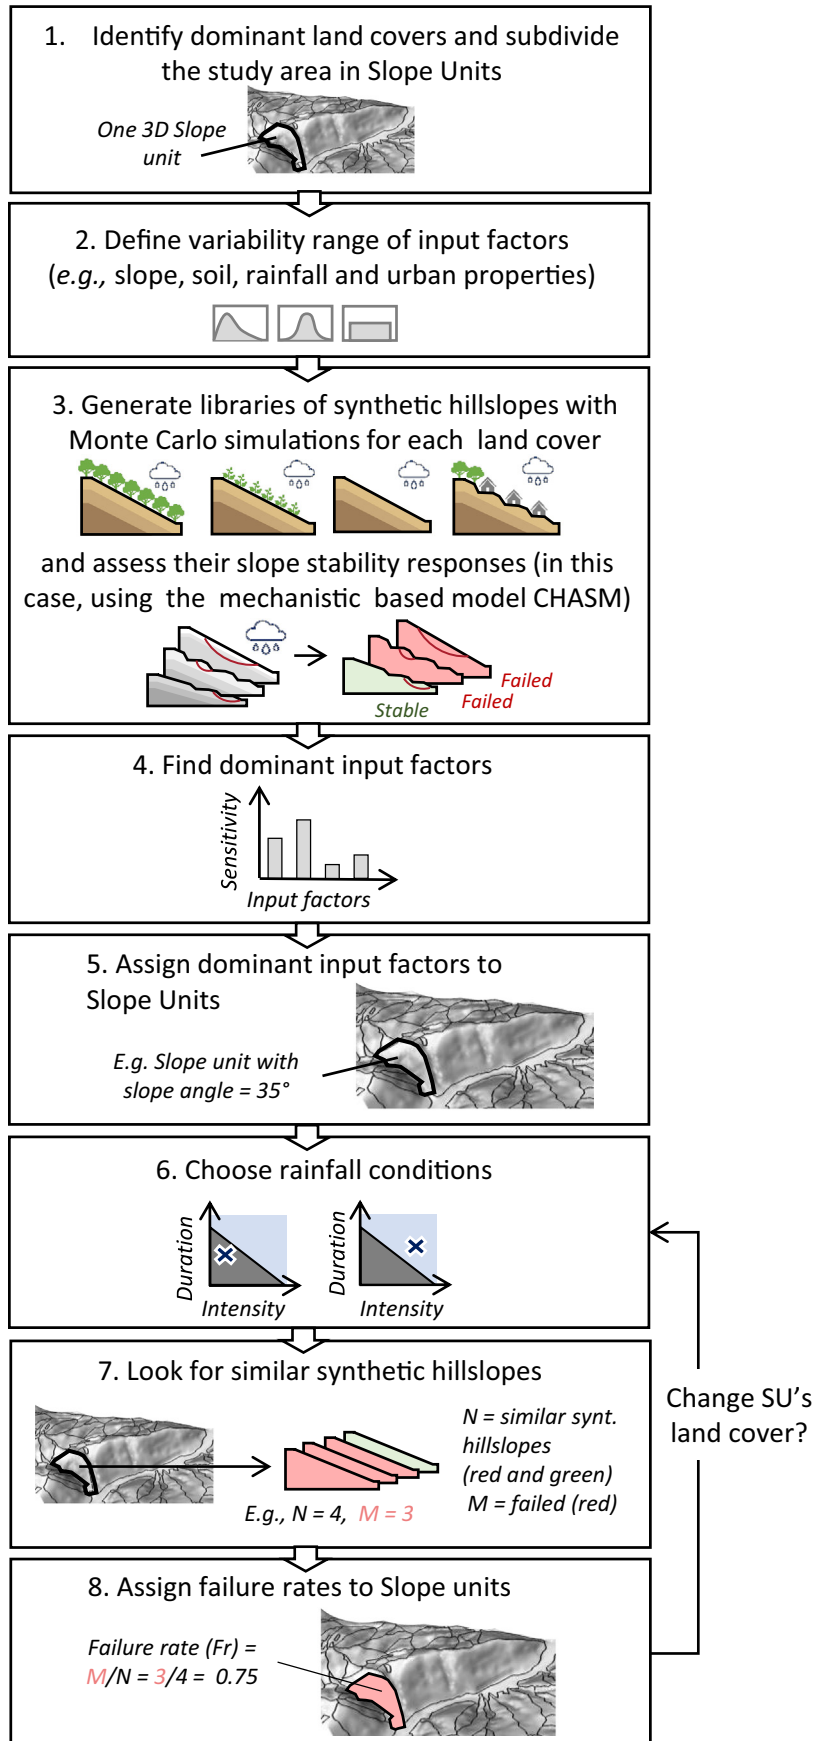 1. Identify dominant land covers and subdivide
the study area in Slope Units
One 3D Slope
unit
2. Define variability range of input factors
(e.g., slope, soil, rainfall and urban properties)
3. Generate libraries of synthetic hillslopes with
Monte Carlo simulations for each land cover
and assess their slope stability responses (in this
case, using the mechanistic based model CHASM)
Failed
Failed
Stable
4. Find dominant input factors
Sensitivity
Input factors
5. Assign dominant input factors to
Slope Units
E.g. Slope unit with
slope angle = 35°
6. Choose rainfall conditions
Duration
Intensity
Duration
Intensity
7. Look for similar synthetic hillslopes
N = similar synt.
hillslopes
(red and green)
M = failed (red)
E.g., N = 4, M = 3
Change SU's
land cover?
8. Assign failure rates to Slope units
Failure rate (Fr) =
M/N = 3/4 = 0.75